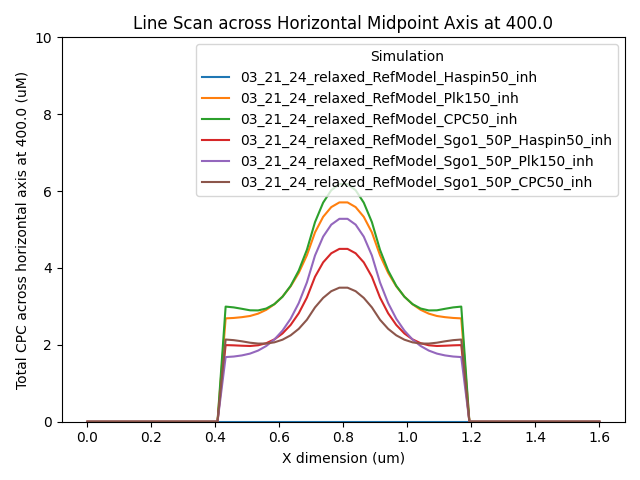 Line Scan across Horizontal Midpoint Axis at 400.0
Total CPC across horizontal axis at 400.0 (uM)
10
8
6
4
2
0
Simulation
03_21_24_relaxed_RefModel_Haspin50_inh
03_21_24_relaxed_RefModel_Plk150_inh
03_21_24_relaxed_RefModel_CPC50_inh
03_21_24_relaxed_RefModel_Sgo1_50P_Haspin50_inh
03_21_24_relaxed_RefModel_Sgo1_50P_Plk150_inh
03_21_24_relaxed_RefModel_Sgo1_50P_CPC50_inh
0.0 0.2 0.4 0.6 0.8 1.0 1.2 1.4 1.6
X dimension (um)